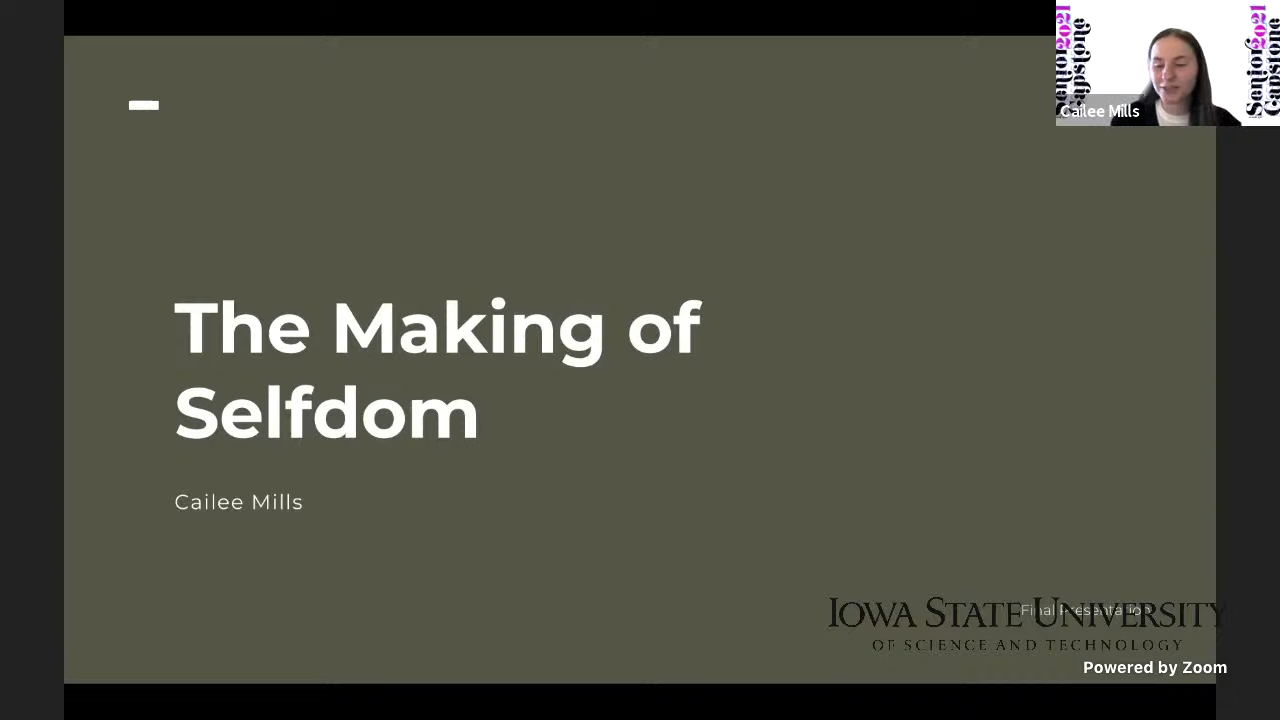 Senior 2021
Capstone
Senior 2021
Capstone
Cailee Mills
The Making of
Selfdom
Cailee Mills
Final Presentation
IOWA STATE UNIVERSITY
OF SCIENCE AND TECHNOLOGY
Powered by Zoom